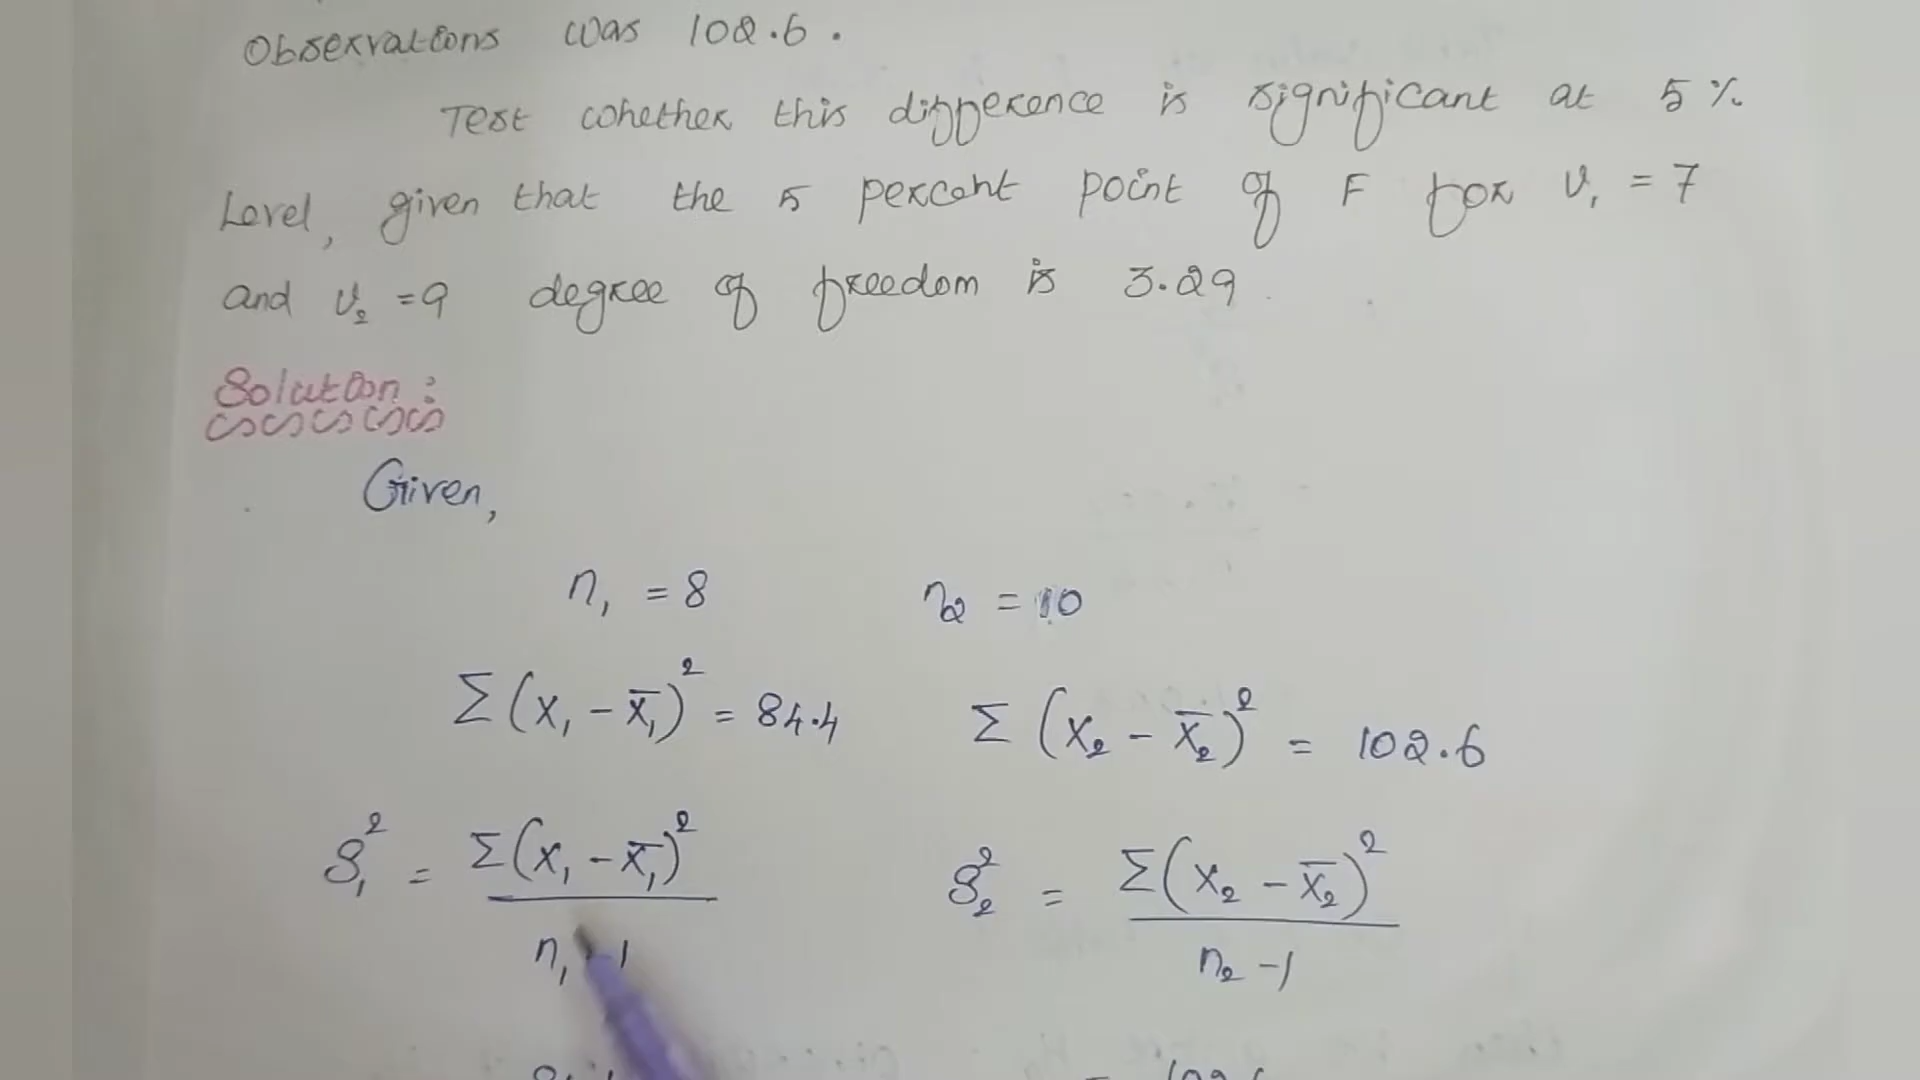 Observations was 102.6.
Test whether this difference is significant at 5%
Level, given that the 5 percent point of F for v₁ = 7
and v₂ = 9 degree of freedom is 3.29.
Solution:
Given,
n₁ = 8 n₂ = 10
Σ(x₁ - x̄₁)² = 84.4 Σ(x₂ - x̄₂)² = 102.6
S₁² = Σ(x₁ - x̄₁)² S₂² = Σ(x₂ - x̄₂)²
n₁ - 1 n₂ - 1